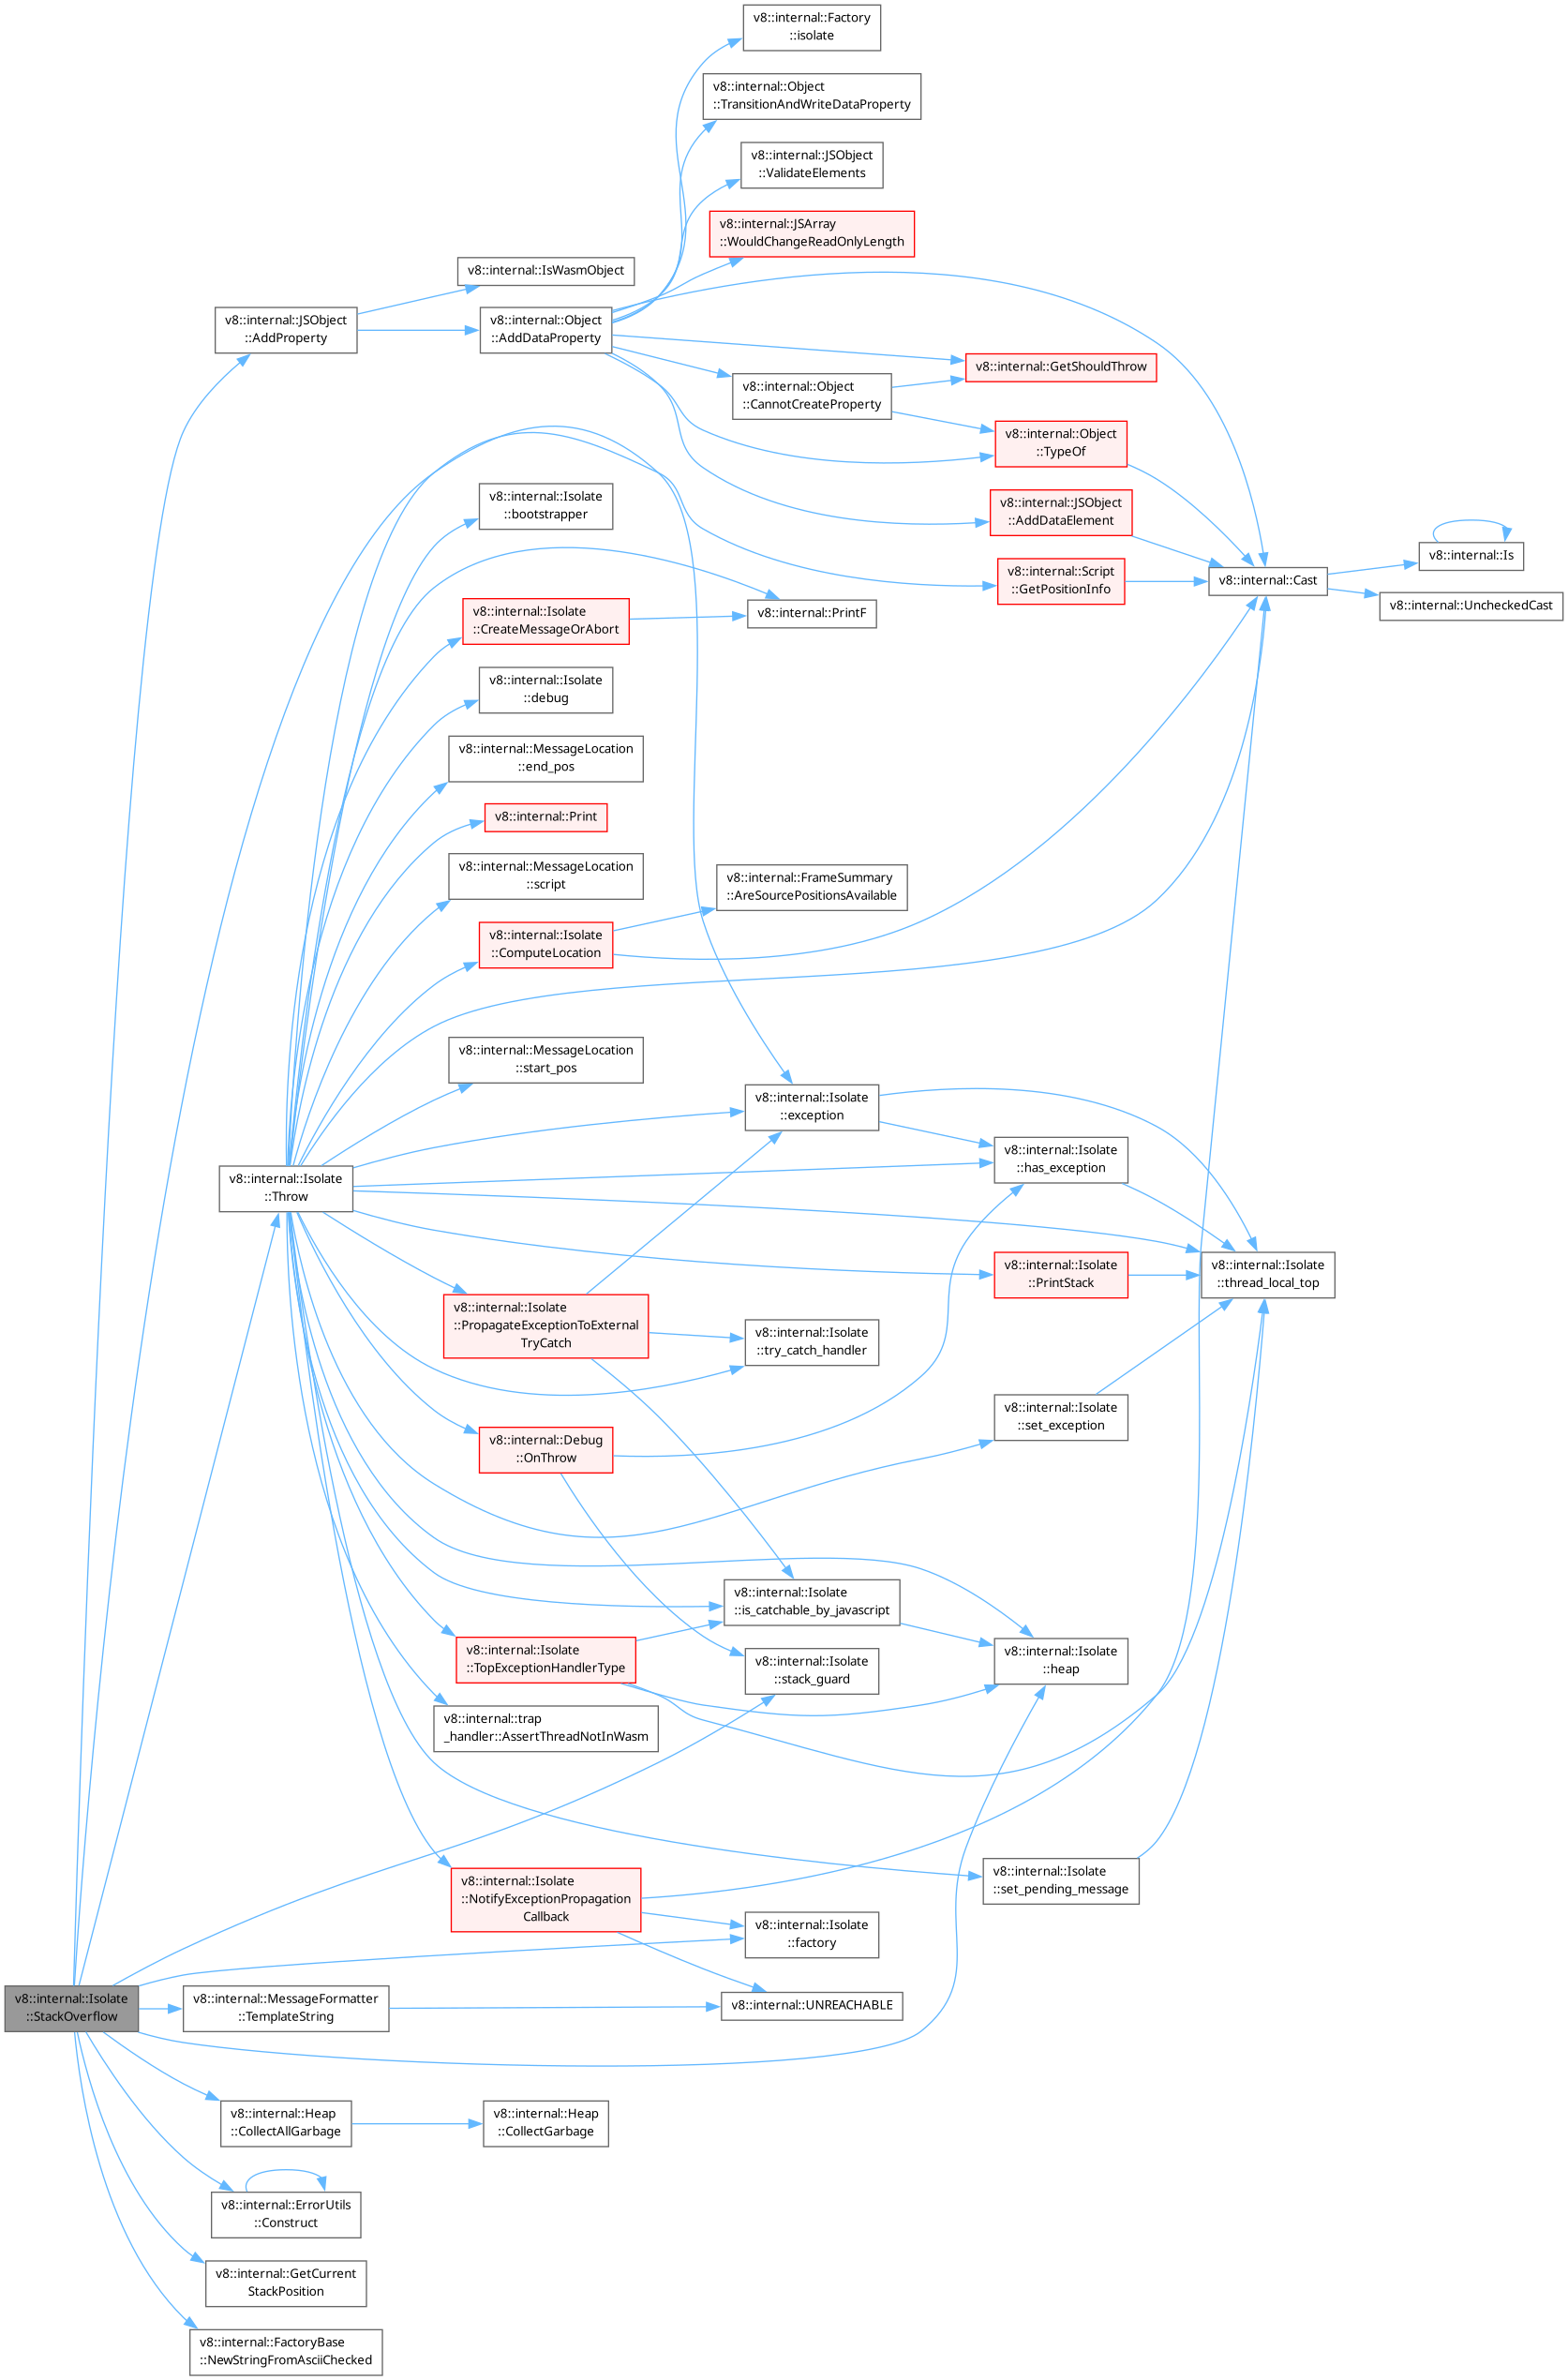 v8::internal::Factory
::isolate
v8::internal::Object
::TransitionAndWriteDataProperty
v8::internal::JSObject
::ValidateElements
v8::internal::JSArray
::WouldChangeReadOnlyLength
v8::internal::IsWasmObject
v8::internal::JSObject
::AddProperty
v8::internal::Object
::AddDataProperty
v8::internal::GetShouldThrow
v8::internal::Object
::CannotCreateProperty
v8::internal::Object
::TypeOf
v8::internal::Isolate
::bootstrapper
v8::internal::JSObject
::AddDataElement
v8::internal::Is
v8::internal::Script
::GetPositionInfo
v8::internal::Cast
v8::internal::UncheckedCast
v8::internal::Isolate
::CreateMessageOrAbort
v8::internal::PrintF
v8::internal::Isolate
::debug
v8::internal::MessageLocation
::end_pos
v8::internal::Print
v8::internal::MessageLocation
::script
v8::internal::FrameSummary
::AreSourcePositionsAvailable
v8::internal::Isolate
::ComputeLocation
v8::internal::MessageLocation
::start_pos
v8::internal::Isolate
::exception
v8::internal::Isolate
::has_exception
v8::internal::Isolate
::Throw
v8::internal::Isolate
::PrintStack
v8::internal::Isolate
::thread_local_top
v8::internal::Isolate
::PropagateExceptionToExternal
TryCatch
v8::internal::Isolate
::try_catch_handler
v8::internal::Isolate
::set_exception
v8::internal::Debug
::OnThrow
v8::internal::Isolate
::is_catchable_by_javascript
v8::internal::Isolate
::TopExceptionHandlerType
v8::internal::Isolate
::stack_guard
v8::internal::Isolate
::heap
v8::internal::trap
_handler::AssertThreadNotInWasm
v8::internal::Isolate
::NotifyExceptionPropagation
Callback
v8::internal::Isolate
::set_pending_message
v8::internal::Isolate
::factory
v8::internal::Isolate
::StackOverflow
v8::internal::MessageFormatter
::TemplateString
v8::internal::UNREACHABLE
v8::internal::Heap
::CollectAllGarbage
v8::internal::Heap
::CollectGarbage
v8::internal::ErrorUtils
::Construct
v8::internal::GetCurrent
StackPosition
v8::internal::FactoryBase
::NewStringFromAsciiChecked